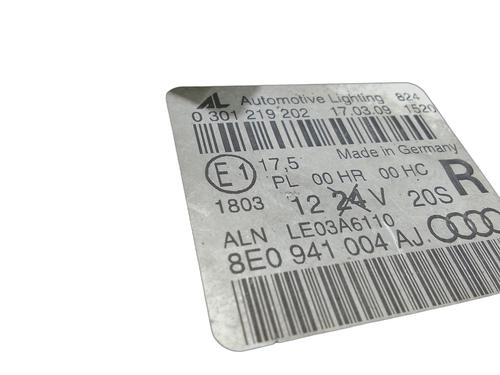 AL Automotive Lighting 824
0 301 219 202 17.03.09 1520
Made in Germany
E1 17,5
PL 00 HR 00 HC R
1803 12 24 V 20S
ALN LE03A6110
8E0 941 004 AJ